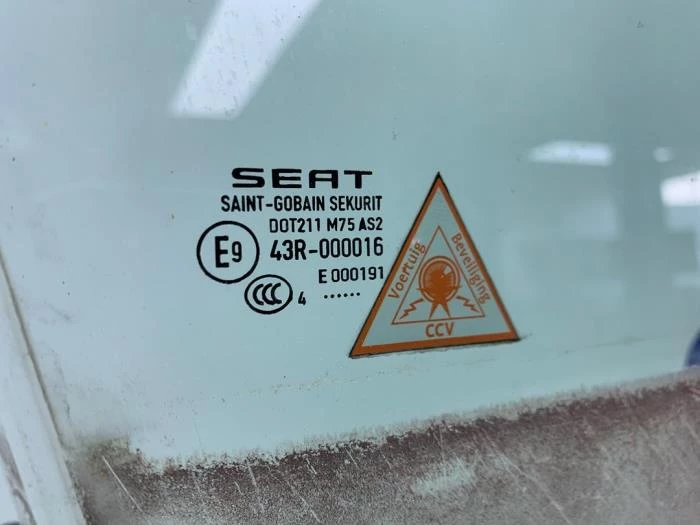 SEAT
SAINT-GOBAIN SEKURIT
DOT211 M75 AS2
E9 43R-000016
E 000191
CCC 4 ......
Voertuig
Beveiliging
CCV